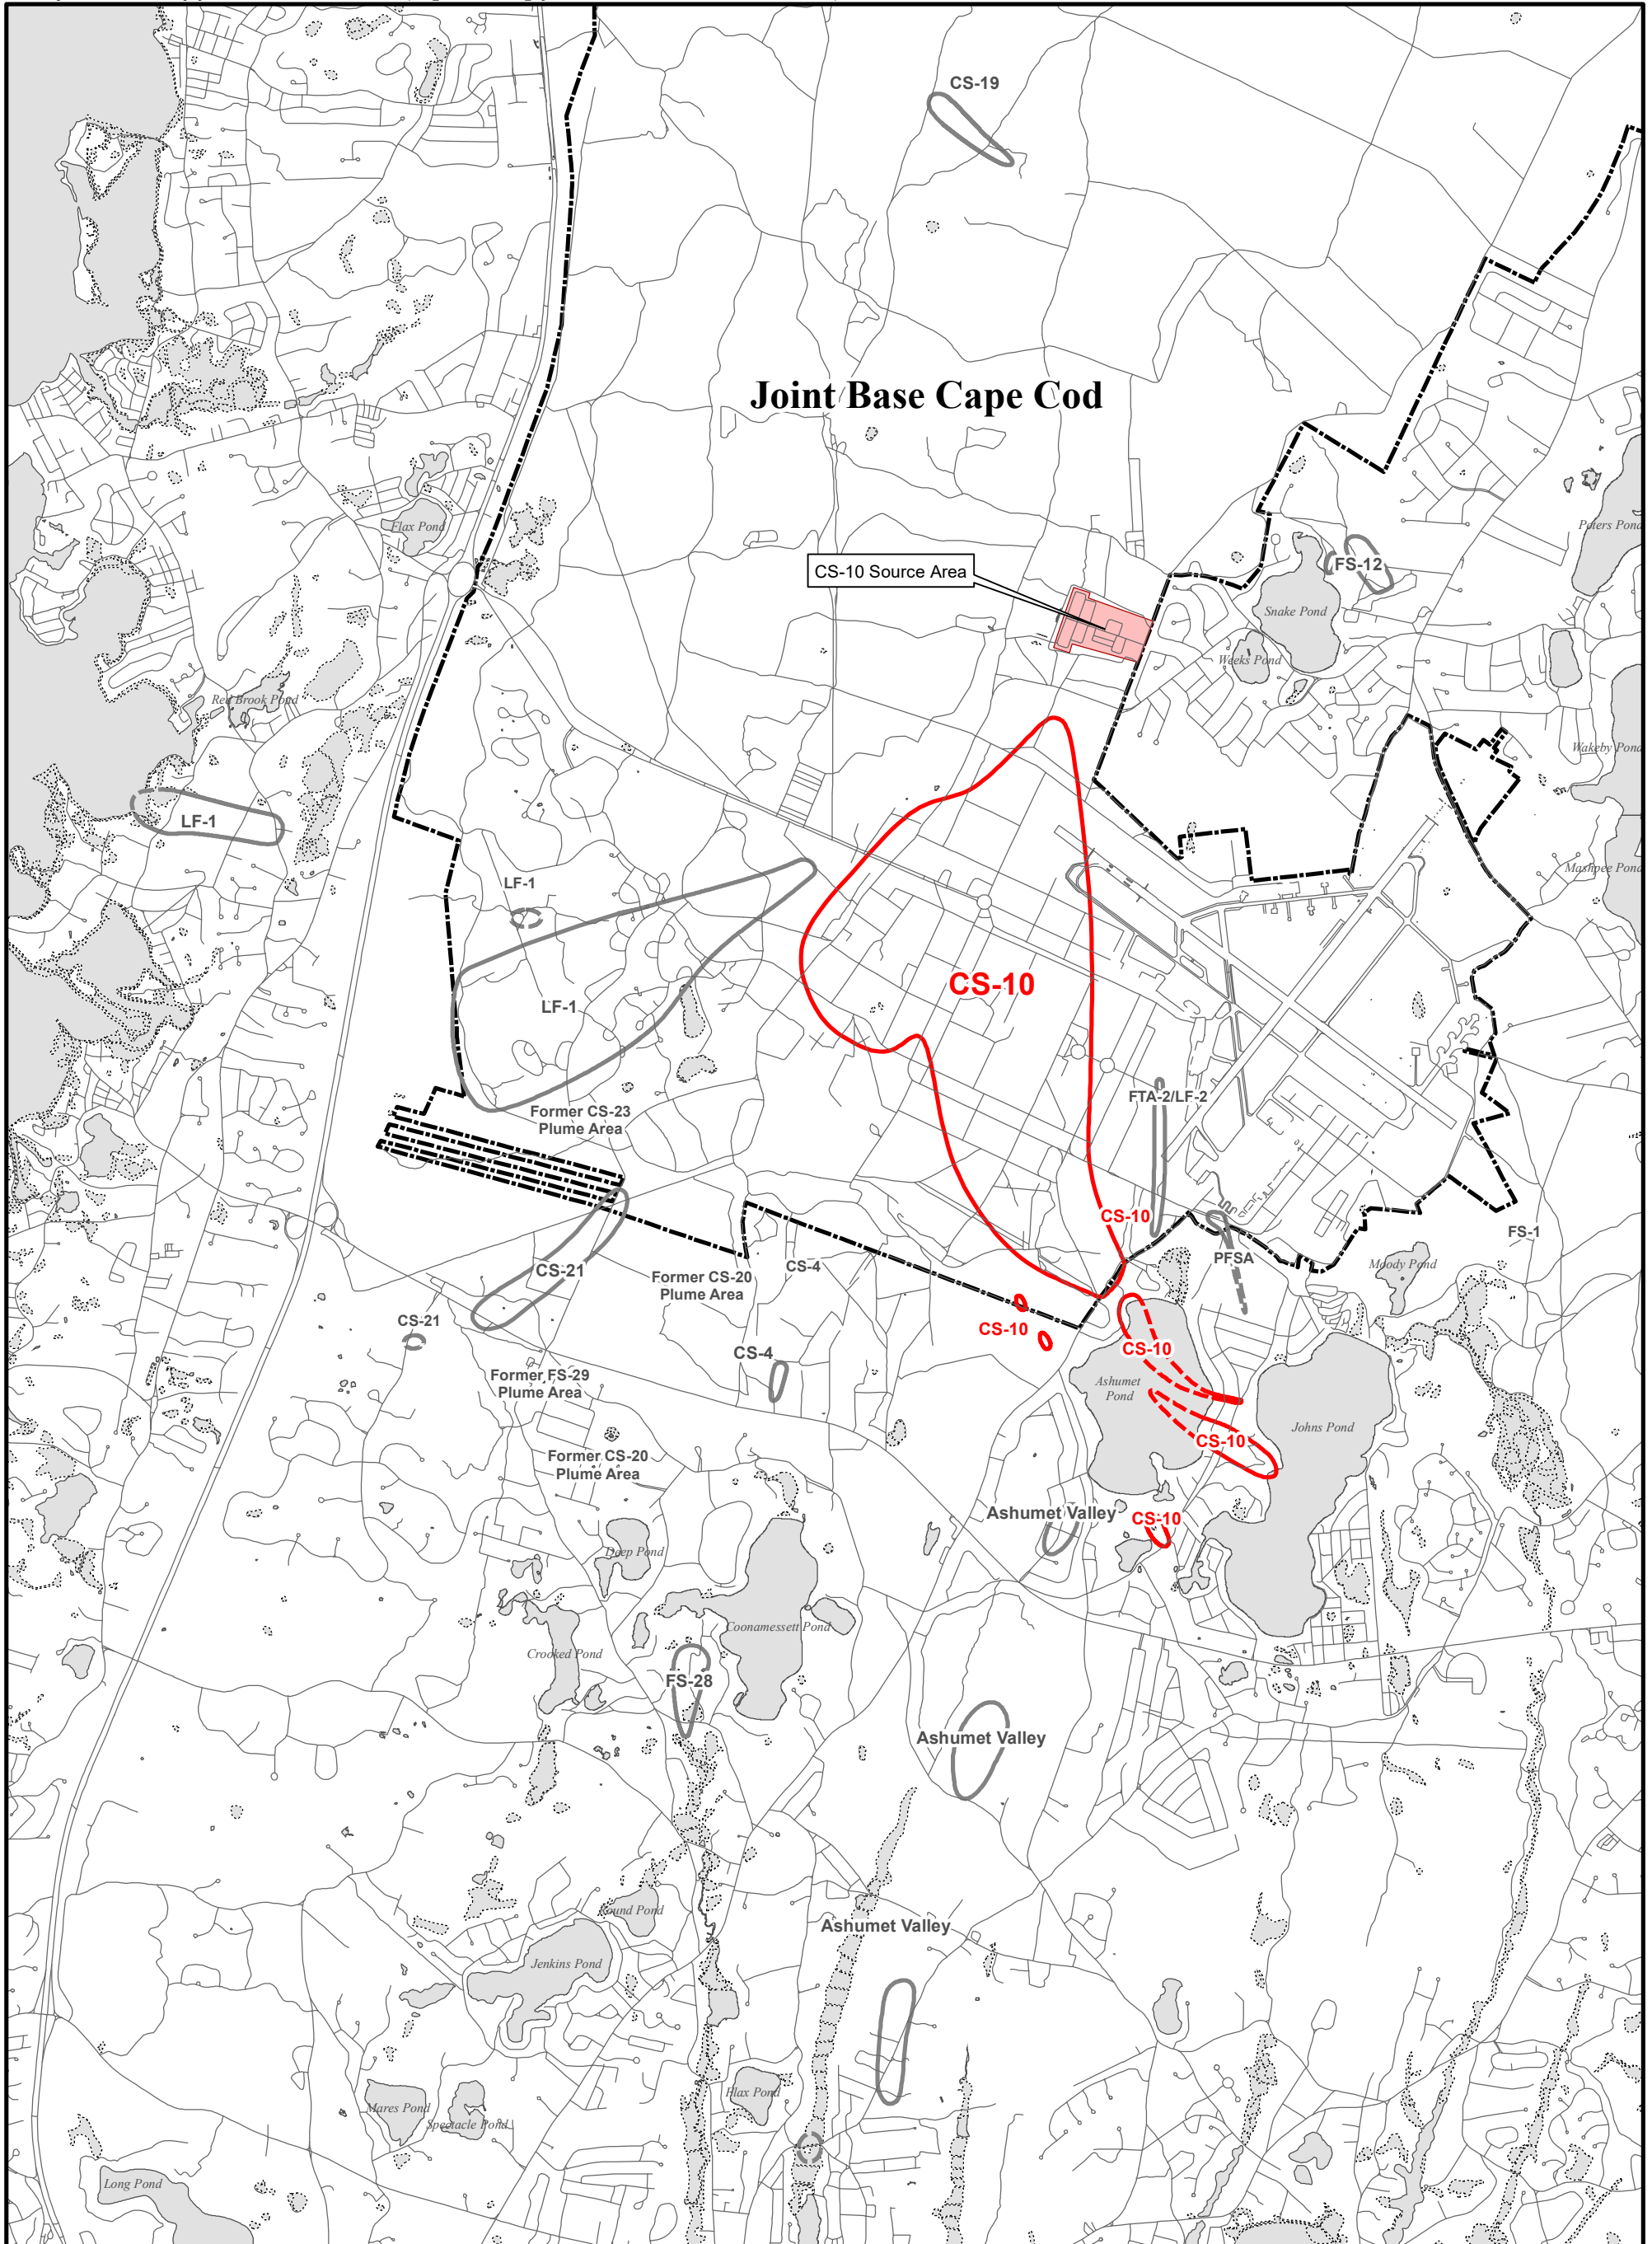 CS-19
Joint Base Cape Cod
Flax Pond
CS-10 Source Area
FS-12
Peters Pond
Snake Pond
Weeks Pond
Red Brook Pond
Wakeby Pond
LF-1
Mashpee Pond
LF-1
CS-10
LF-1
FTA-2/LF-2
Former CS-23
Plume Area
CS-10
FS-1
PFSA
Moody Pond
CS-4
CS-21
Former CS-20
Plume Area
CS-21
CS-10
CS-10
CS-4
Former FS-29
Plume Area
Ashumet
Pond
Johns Pond
CS-10
Former CS-20
Plume Area
Ashumet Valley
CS-10
Deep Pond
Coonamessett Pond
Crooked Pond
FS-28
Ashumet Valley
Round Pond
Ashumet Valley
Jenkins Pond
Flax Pond
Mares Pond
Spectacle Pond
Long Pond